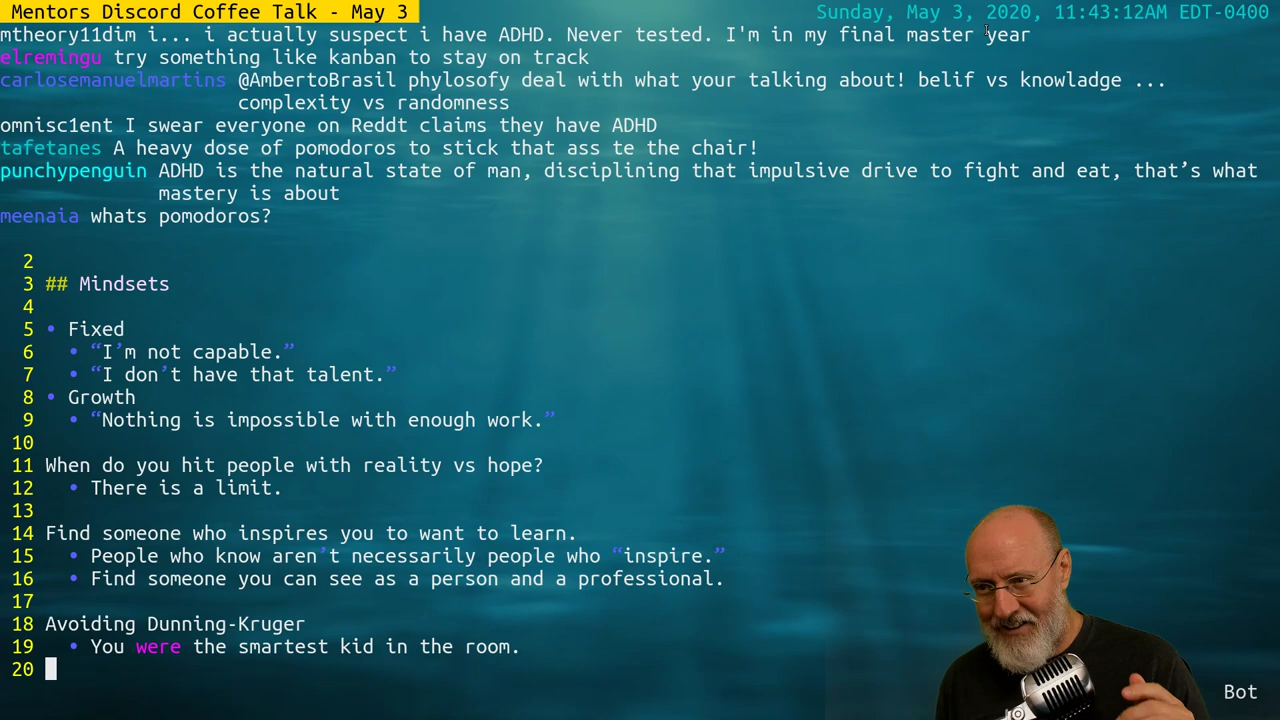 Mentors Discord Coffee Talk - May 3
Sunday, May 3, 2020, 11:43:12AM EDT-0400
mtheory11dim i... i actually suspect i have ADHD. Never tested. I'm in my final master year
elremingu try something like kanban to stay on track
carlosemanuelmartins @AmbertoBrasil phylosofy deal with what your talking about! belif vs knowladge ...
complexity vs randomness
omnisc1ent I swear everyone on Reddt claims they have ADHD
tafetanes A heavy dose of pomodoros to stick that ass te the chair!
punchypenguin ADHD is the natural state of man, disciplining that impulsive drive to fight and eat, that’s what
mastery is about
meenaia whats pomodoros?
2
3 ## Mindsets
4
5 • Fixed
6 • “I’m not capable.”
7 • “I don’t have that talent.”
8 • Growth
9 • “Nothing is impossible with enough work.”
10
11 When do you hit people with reality vs hope?
12 • There is a limit.
13
14 Find someone who inspires you to want to learn.
15 • People who know aren’t necessarily people who “inspire.”
16 • Find someone you can see as a person and a professional.
17
18 Avoiding Dunning-Kruger
19 • You were the smartest kid in the room.
20
Bot